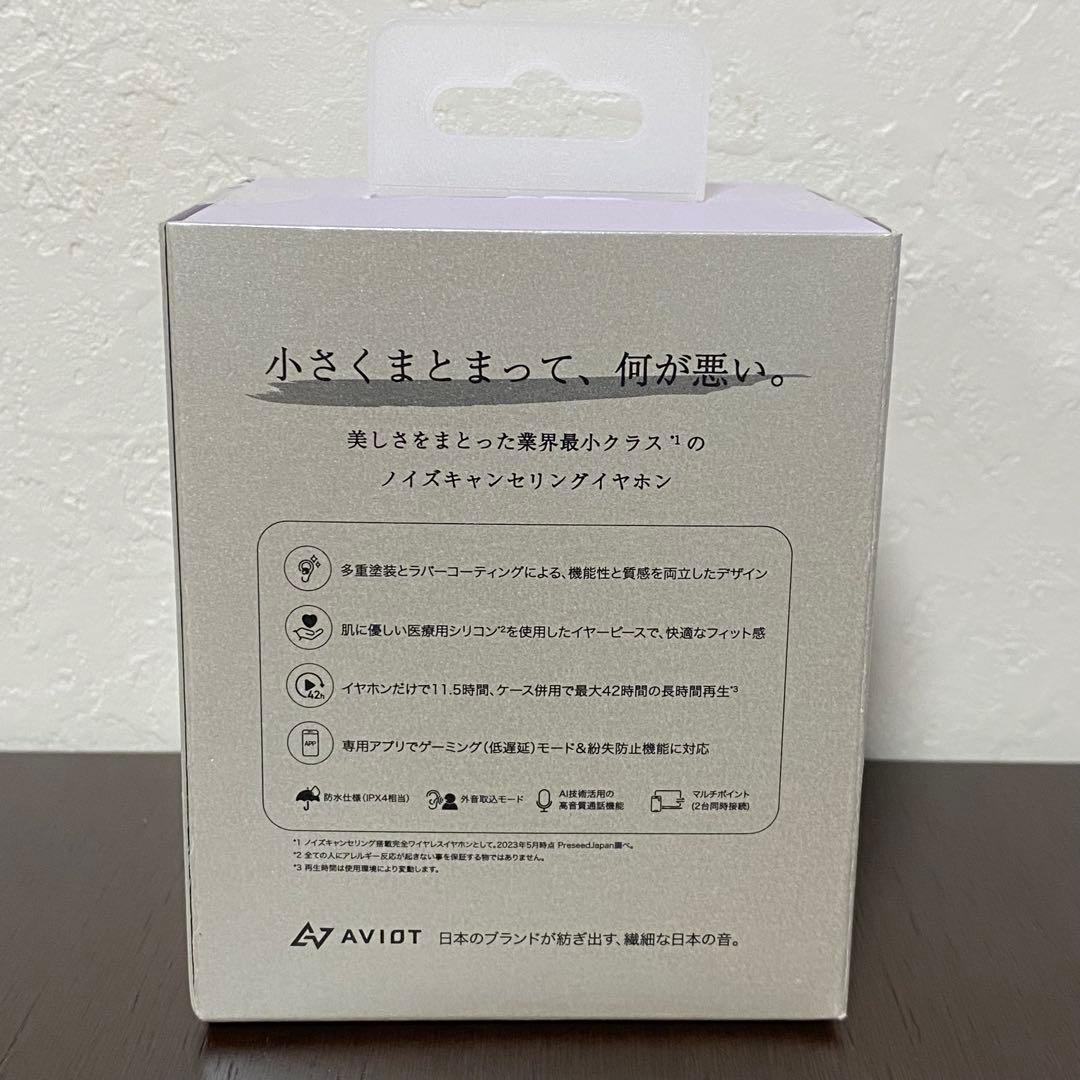 小さくまとまって、何が悪い。
美しさをまとった業界最小クラス*1の
ノイズキャンセリングイヤホン
多重塗装とラバーコーティングによる、機能性と質感を両立したデザイン
肌に優しい医療用シリコン*2を使用したイヤーピースで、快適なフィット感
42h
イヤホンだけで11.5時間、ケース併用で最大42時間の長時間再生*3
APP
専用アプリでゲーミング(低遅延)モード&紛失防止機能に対応
防水仕様(IPX4相当)
外音取込モード
AI技術活用の
高音質通話機能
マルチポイント
(2台同時接続)
*1 ノイズキャンセリング搭載完全ワイヤレスイヤホンとして。2023年5月時点 PreseedJapan調べ。
*2 全ての人にアレルギー反応が起きない事を保証する物ではありません。
*3 再生時間は使用環境により変動します。
AVIOT 日本のブランドが紡ぎ出す、繊細な日本の音。